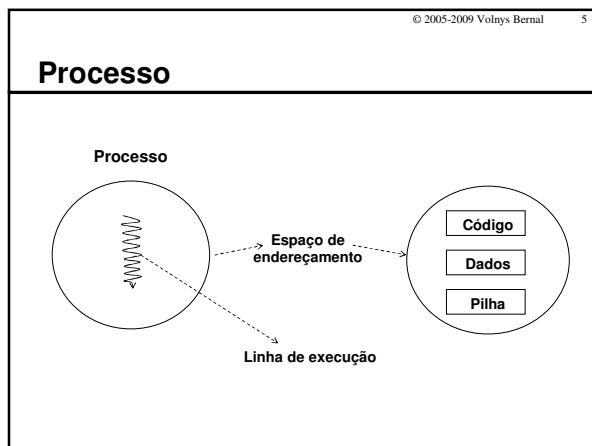 © 2005-2009 Volnys Bernal 5
Processo
Processo
Espaço de
endereçamento
Linha de execução
Código
Dados
Pilha